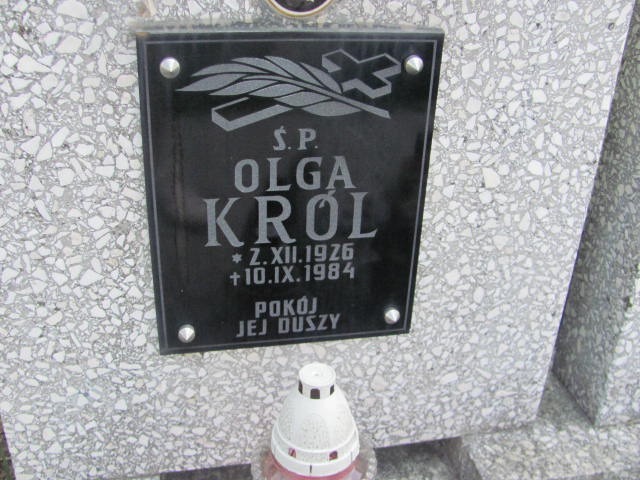 Ś.P.
OLGA
KRÓL
* 2.XII.1926
† 10.IX.1984
POKÓJ
JEJ DUSZY